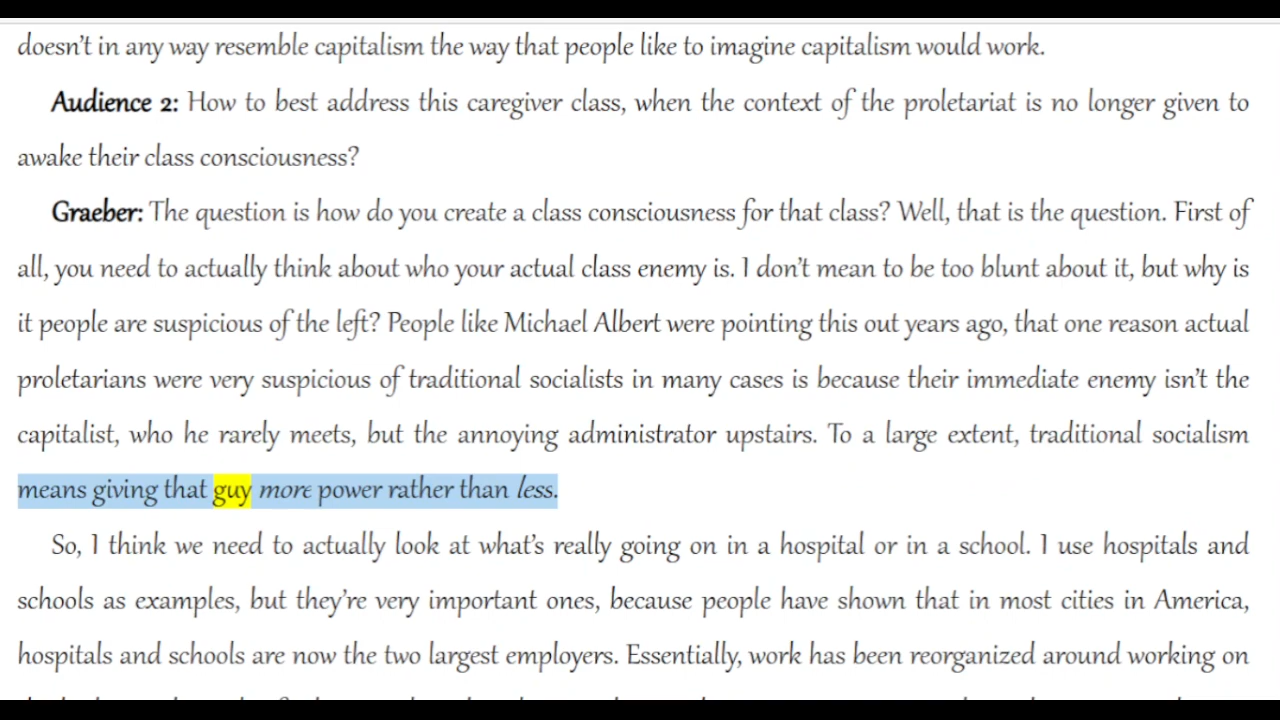 doesn't in any way resemble capitalism the way that people like to imagine capitalism would work.
Audience 2: How to best address this caregiver class, when the context of the proletariat is no longer given to
awake their class consciousness?
Graeber: The question is how do you create a class consciousness for that class? Well, that is the question. First of
all, you need to actually think about who your actual class enemy is. I don't mean to be too blunt about it, but why is
it people are suspicious of the left? People like Michael Albert were pointing this out years ago, that one reason actual
proletarians were very suspicious of traditional socialists in many cases is because their immediate enemy isn't the
capitalist, who he rarely meets, but the annoying administrator upstairs. To a large extent, traditional socialism
means giving that guy more power rather than less.
So, I think we need to actually look at what's really going on in a hospital or in a school. I use hospitals and
schools as examples, but they're very important ones, because people have shown that in most cities in America,
hospitals and schools are now the two largest employers. Essentially, work has been reorganized around working on